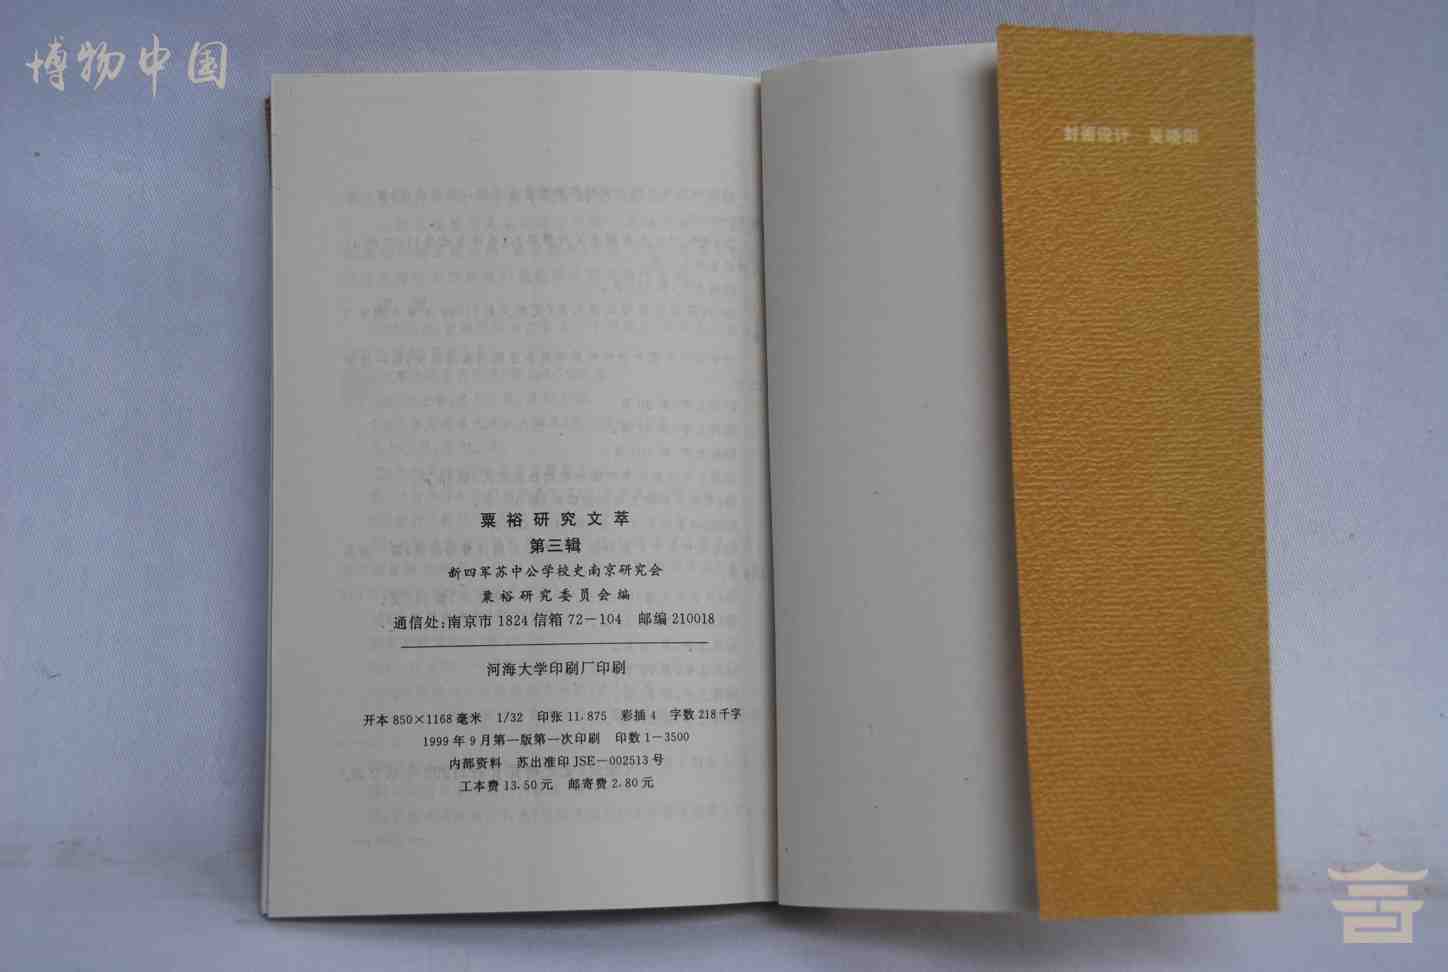 博物中国
封面设计 吴晓阳
粟裕研究文萃
第三辑
新四军苏中公学校史南京研究会
粟裕研究委员会编
通信处:南京市1824信箱72-104 邮编210018
河海大学印刷厂印刷
开本850×1168毫米 1/32 印张11.875 彩插4 字数218千字
1999年9月第一版第一次印刷 印数1-3500
内部资料 苏出准印JSE-002513号
工本费13.50元 邮寄费2.80元